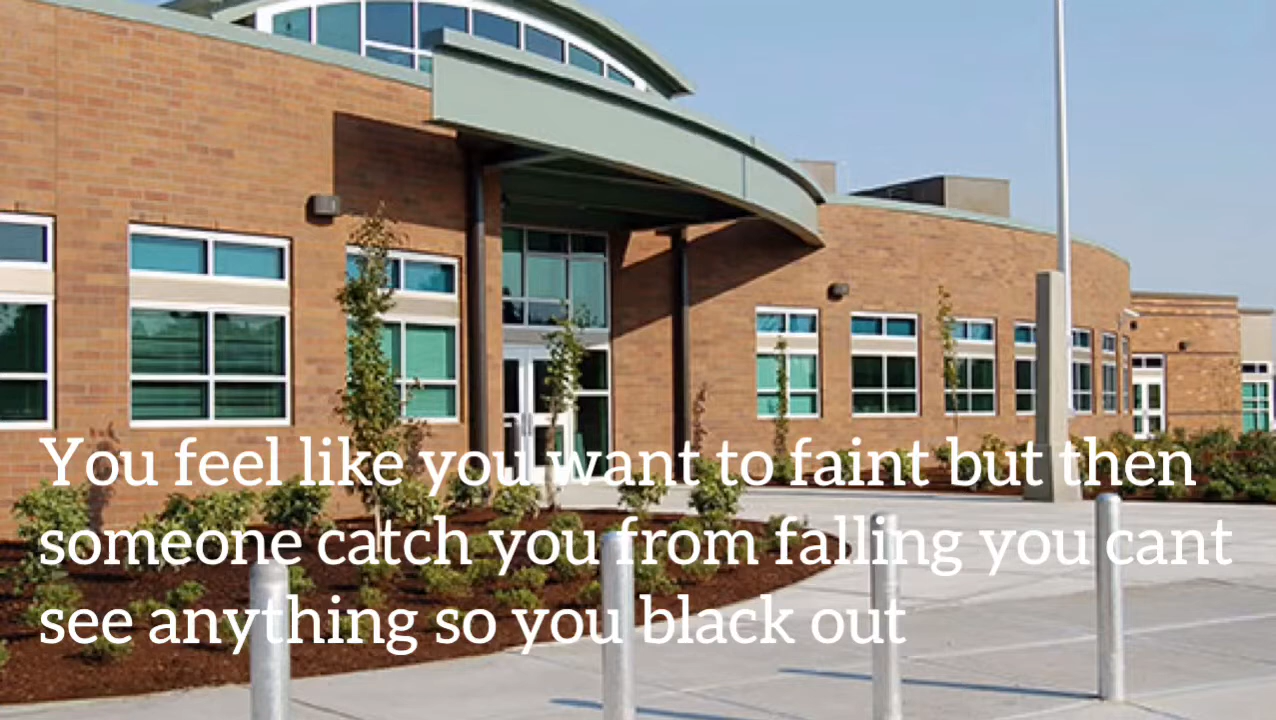 You feel like you want to faint but then
someone catch you from falling you cant
see anything so you black out